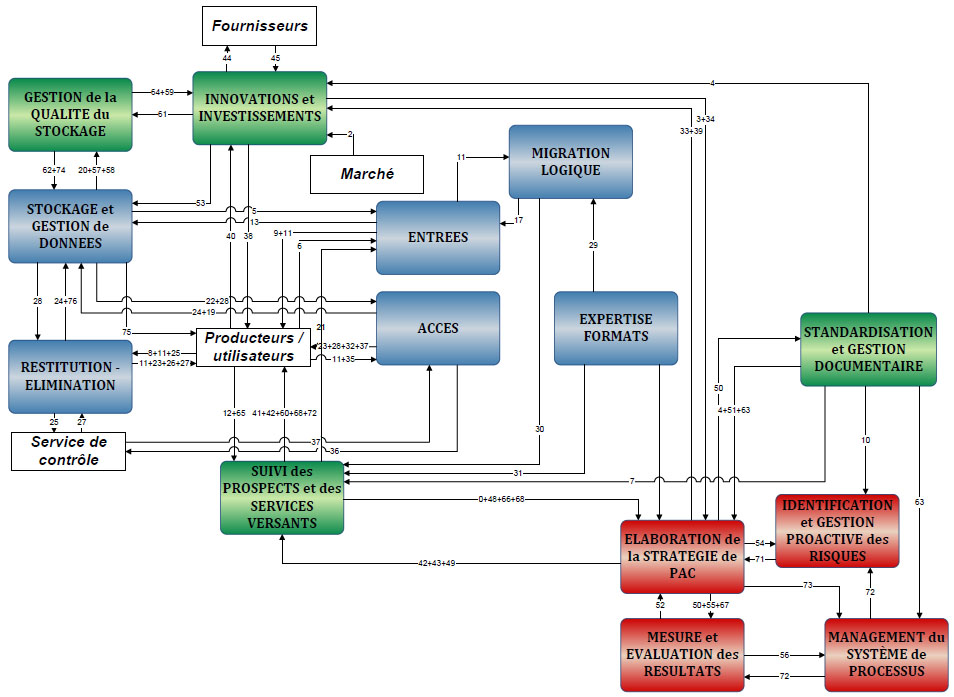 Fournisseurs
44
45
GESTION de la
QUALITE du
STOCKAGE
64+59
61
INNOVATIONS et
INVESTISSEMENTS
4
3+34
33+39
2
Marché
MIGRATION
LOGIQUE
11
17
62+74
20+57+58
53
STOCKAGE et
GESTION de
DONNEES
5
13
9+11
6
40
38
ENTREES
29
28
24+76
22+28
24+19
75
21
ACCES
EXPERTISE
FORMATS
STANDARDISATION
et GESTION
DOCUMENTAIRE
Producteurs /
utilisateurs
23+28+32+37
11+35
8+11+25
11+23+26+27
RESTITUTION -
ELIMINATION
50
4+51+63
12+65
41+42+60+68+72
25
27
Service de
contrôle
37
36
30
10
31
7
SUIVI des
PROSPECTS et des
SERVICES
VERSANTS
0+48+66+68
63
IDENTIFICATION
et GESTION
PROACTIVE des
RISQUES
ELABORATION de
la STRATEGIE de
PAC
54
71
42+43+49
73
72
52
50+55+67
MESURE et
EVALUATION des
RESULTATS
56
72
MANAGEMENT du
SYSTÈME de
PROCESSUS